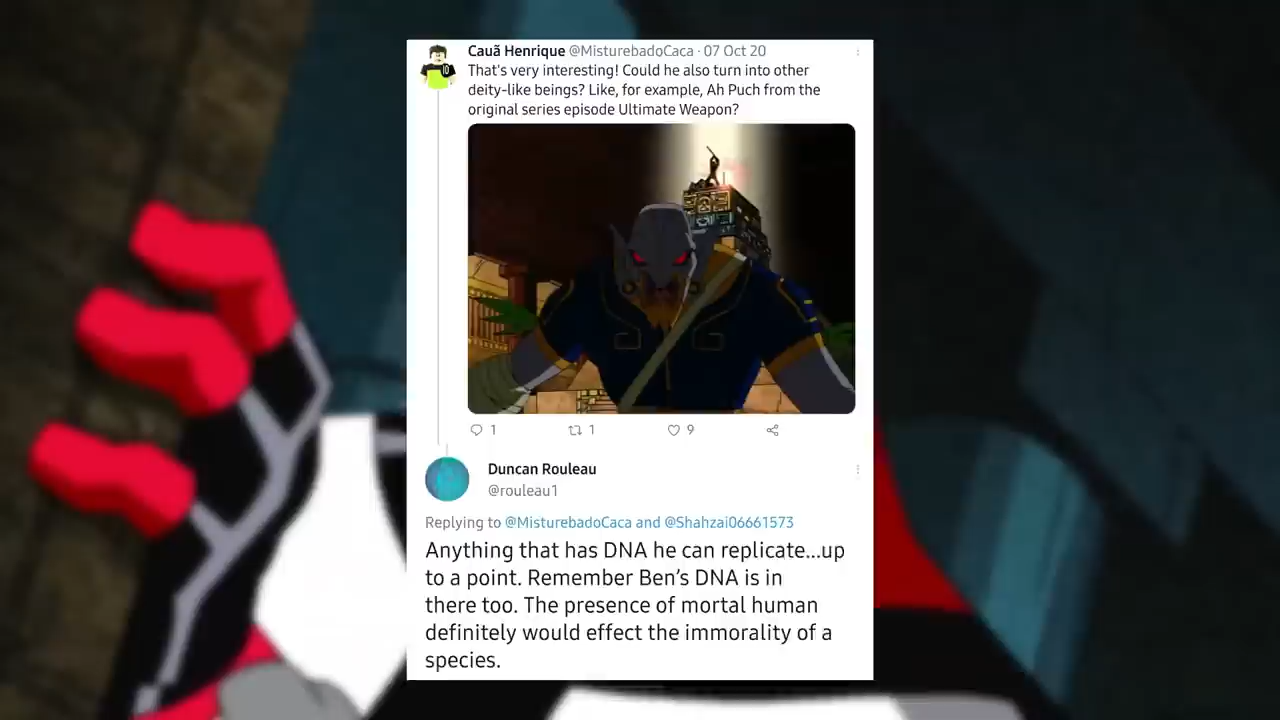 Cauã Henrique @MisturebadoCaca · 07 Oct 20
That's very interesting! Could he also turn into other
deity-like beings? Like, for example, Ah Puch from the
original series episode Ultimate Weapon?
1 1 9
Duncan Rouleau
@rouleau1
Replying to @MisturebadoCaca and @Shahzai06661573
Anything that has DNA he can replicate...up
to a point. Remember Ben's DNA is in
there too. The presence of mortal human
definitely would effect the immorality of a
species.